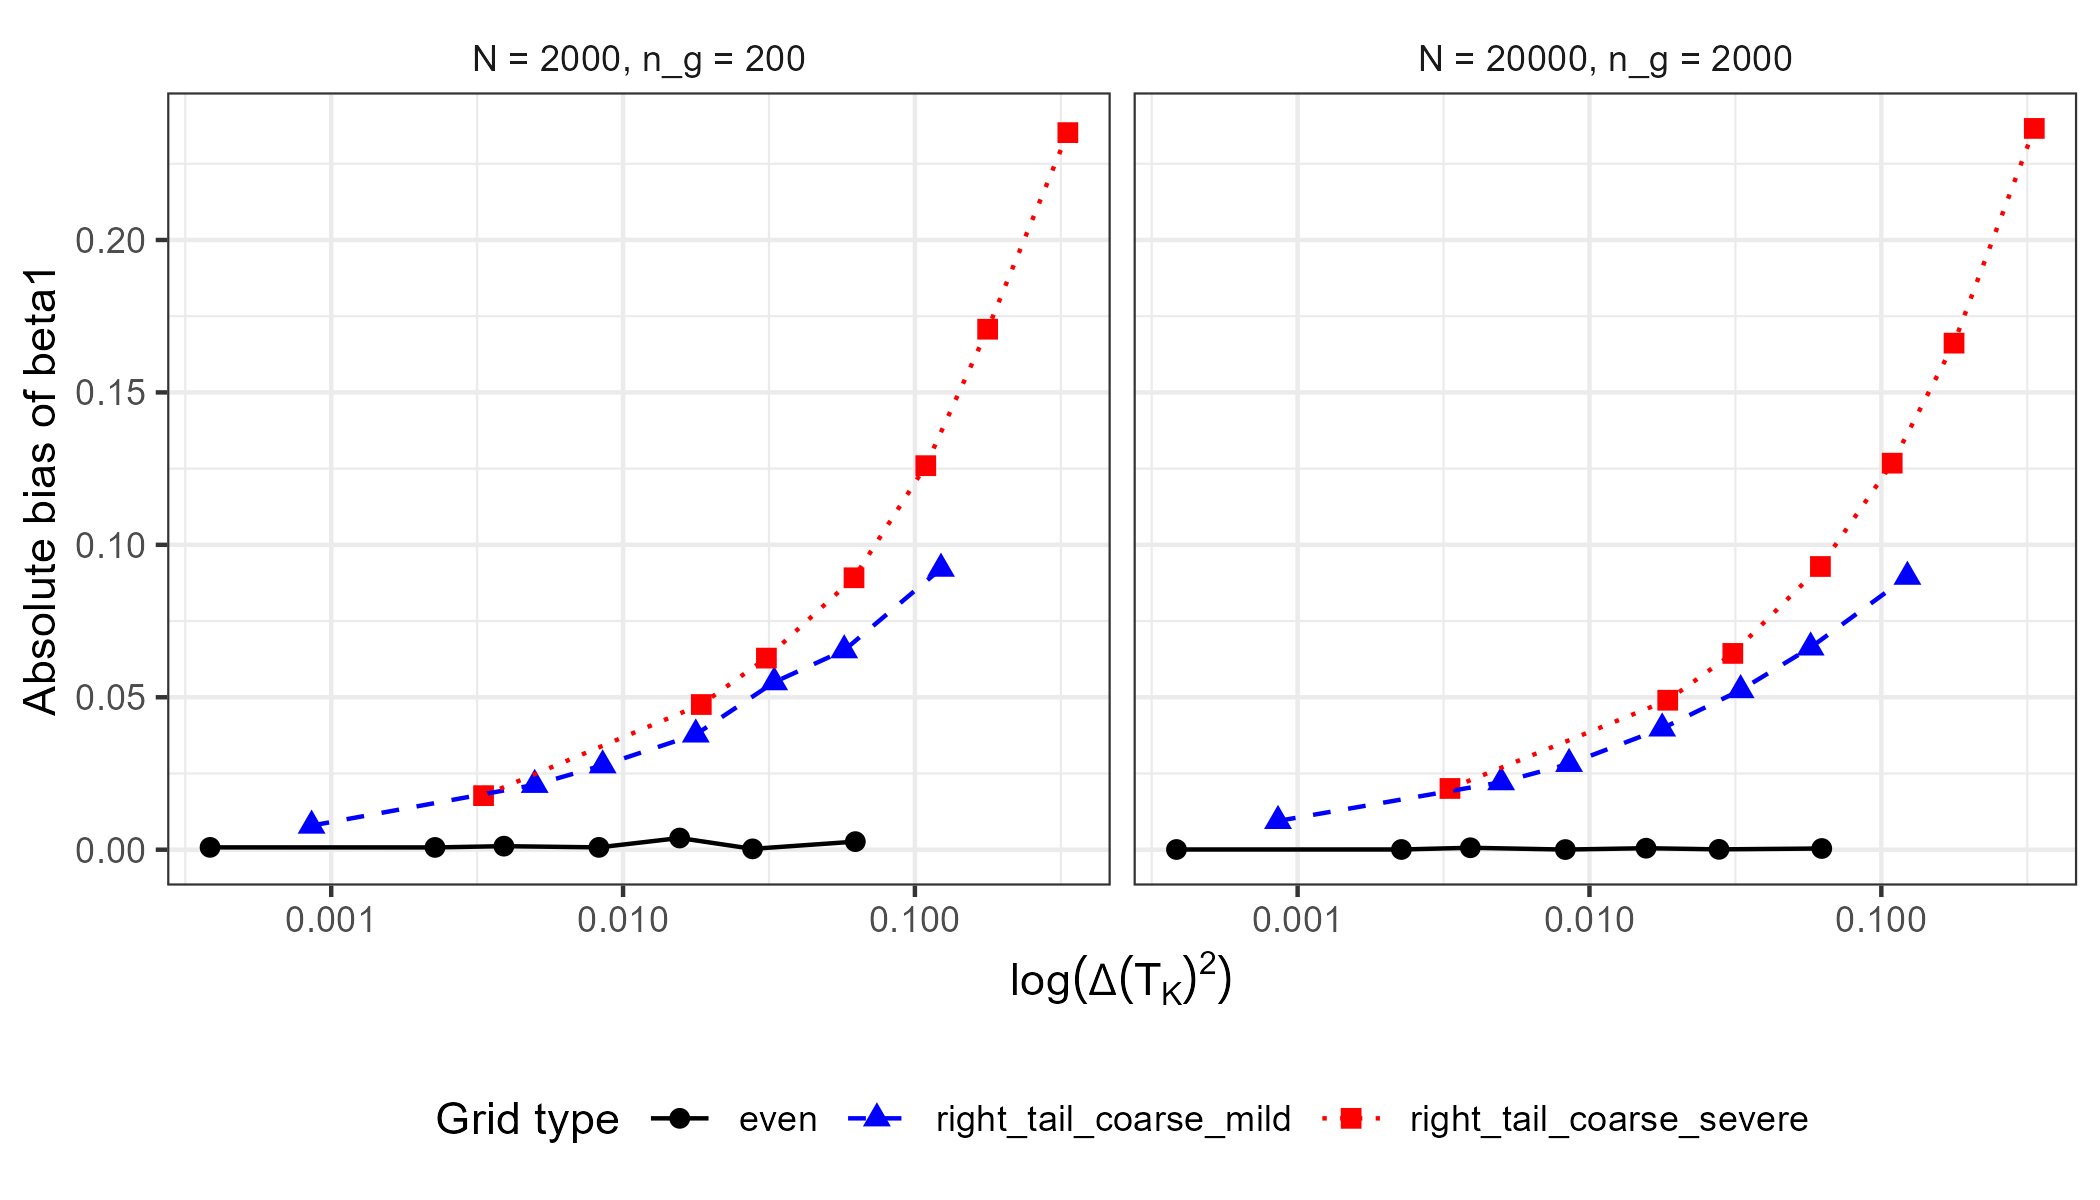 N = 2000, n_g = 200
N = 20000, n_g = 2000
Absolute bias of beta1
0.20
0.15
0.10
0.05
0.00
0.001 0.010 0.100
0.001 0.010 0.100
log(Δ(T_K)²)
Grid type even right_tail_coarse_mild right_tail_coarse_severe